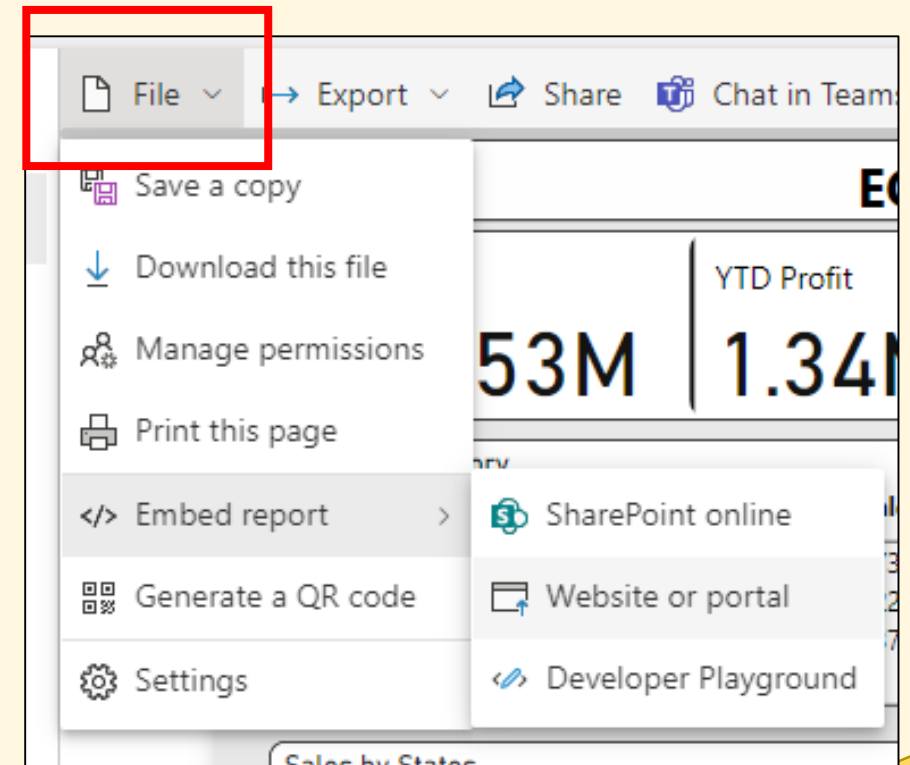 File Export Share Chat in Teams
Save a copy
Download this file
YTD Profit
Manage permissions
53M 1.34
Print this page
Embed report
SharePoint online
Generate a QR code
Website or portal
Settings
Developer Playground
Sales by States